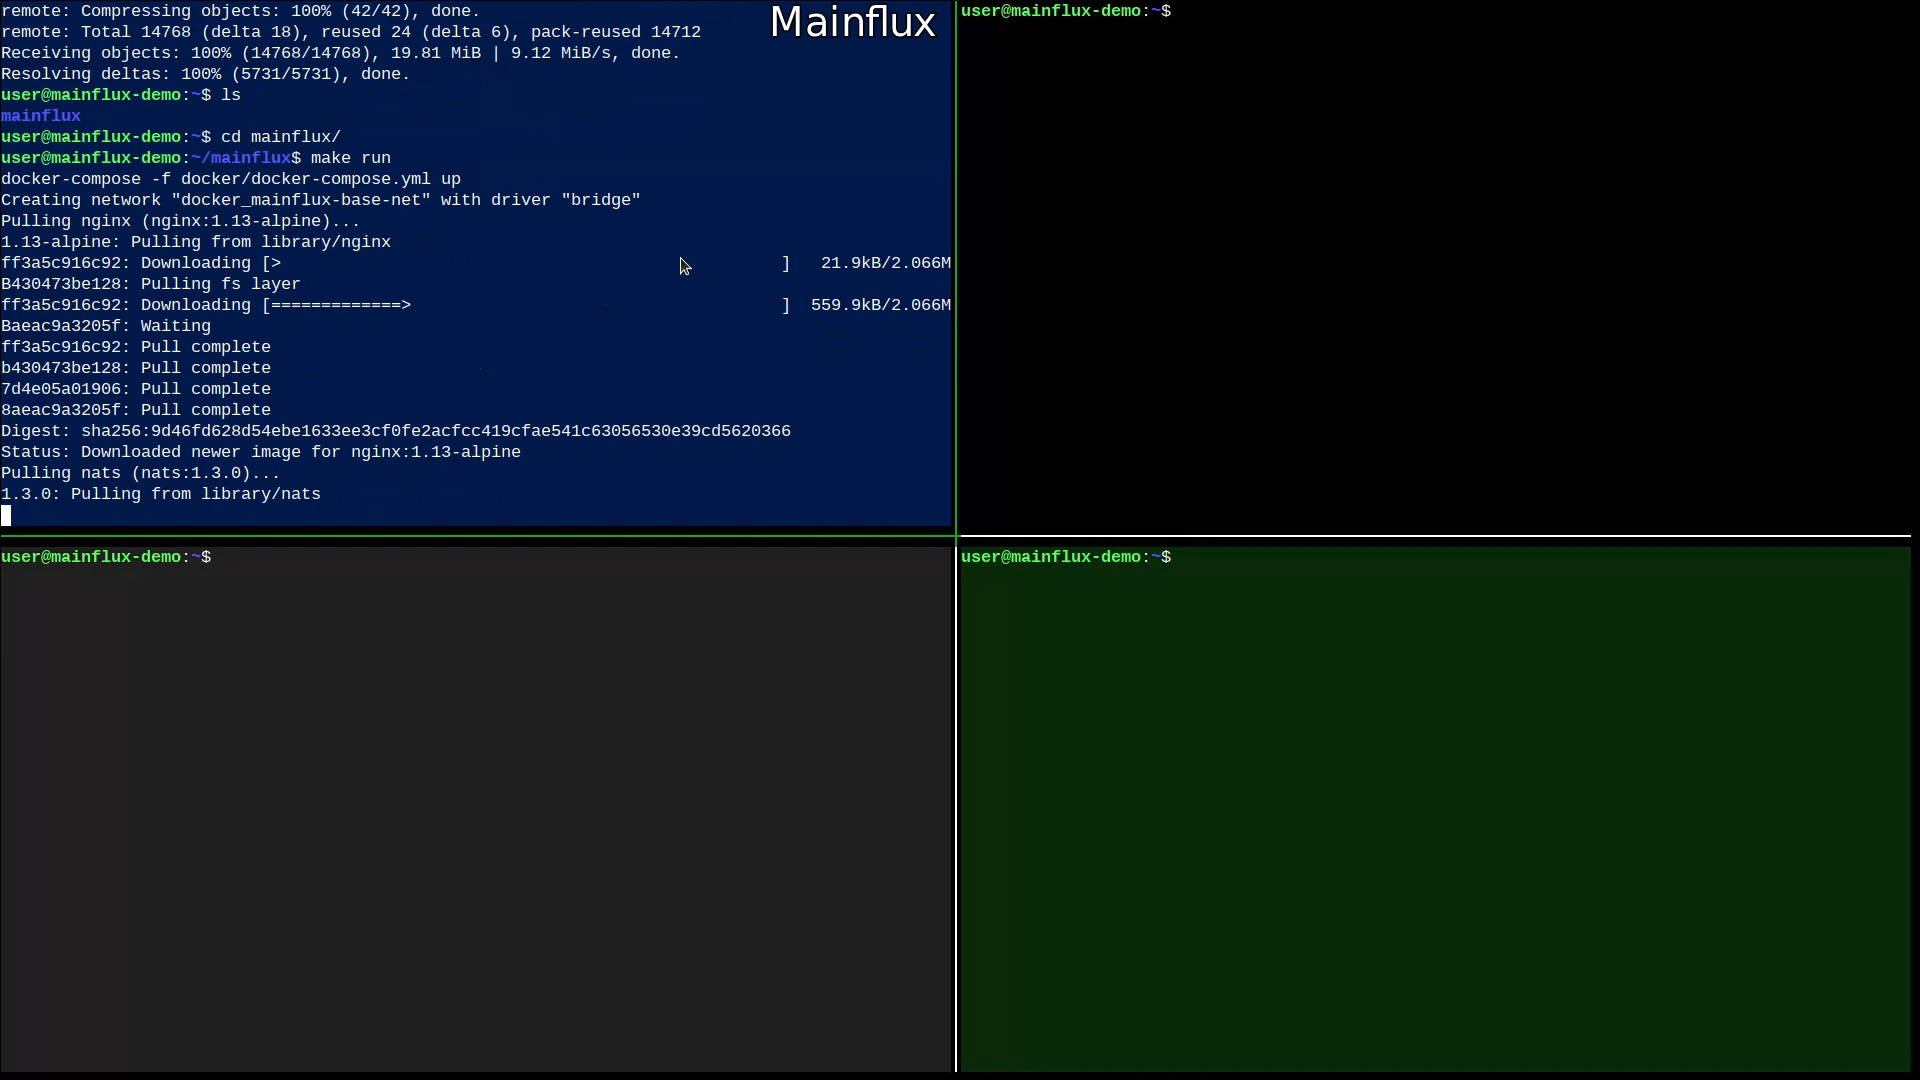 remote: Compressing objects: 100% (42/42), done.
Mainflux
remote: Total 14768 (delta 18), reused 24 (delta 6), pack-reused 14712
Receiving objects: 100% (14768/14768), 19.81 MiB | 9.12 MiB/s, done.
Resolving deltas: 100% (5731/5731), done.
user@mainflux-demo:~$ ls
mainflux
user@mainflux-demo:~$ cd mainflux/
user@mainflux-demo:~/mainflux$ make run
docker-compose -f docker/docker-compose.yml up
Creating network "docker_mainflux-base-net" with driver "bridge"
Pulling nginx (nginx:1.13-alpine)...
1.13-alpine: Pulling from library/nginx
ff3a5c916c92: Downloading [> ] 21.9kB/2.066M
B430473be128: Pulling fs layer
ff3a5c916c92: Downloading [=============> ] 559.9kB/2.066M
Baeac9a3205f: Waiting
ff3a5c916c92: Pull complete
b430473be128: Pull complete
7d4e05a01906: Pull complete
8aeac9a3205f: Pull complete
Digest: sha256:9d46fd628d54ebe1633ee3cf0fe2acfcc419cfae541c63056530e39cd5620366
Status: Downloaded newer image for nginx:1.13-alpine
Pulling nats (nats:1.3.0)...
1.3.0: Pulling from library/nats
user@mainflux-demo:~$
user@mainflux-demo:~$
user@mainflux-demo:~$